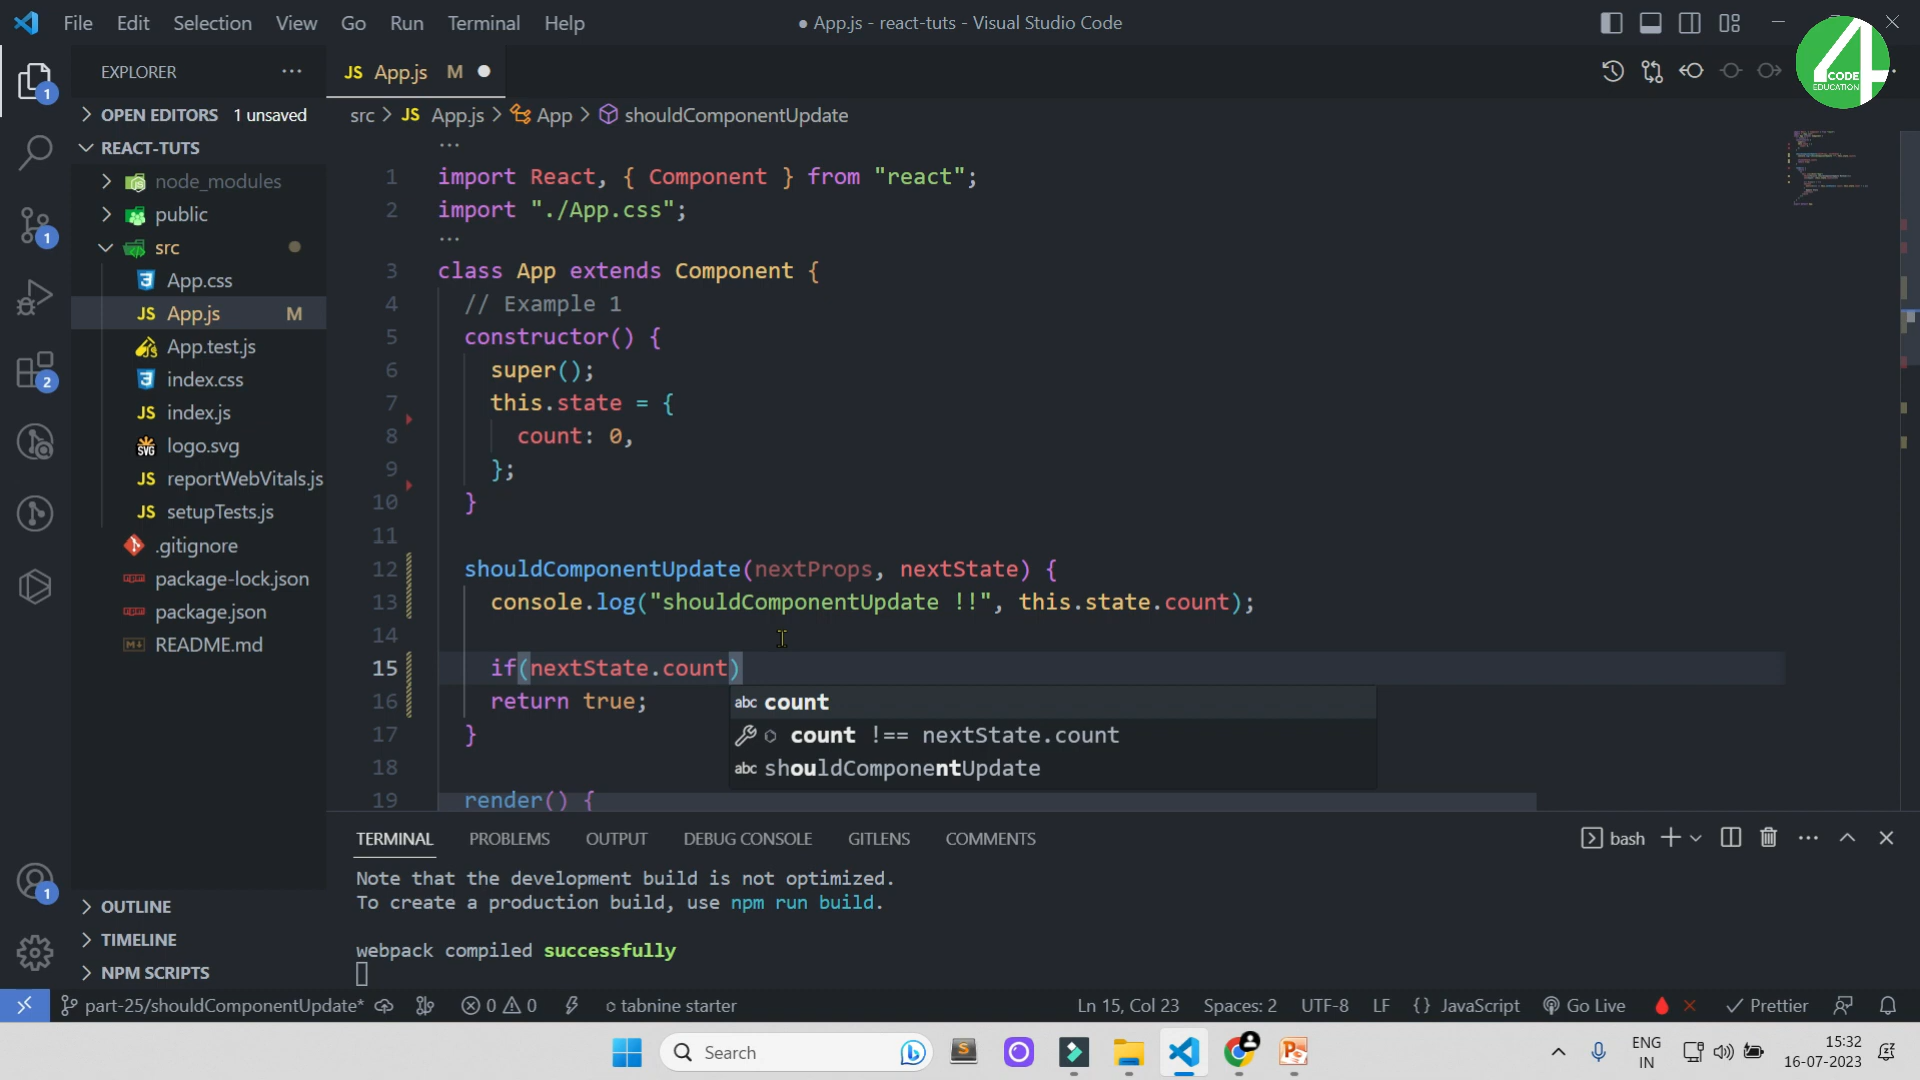 File Edit Selection View Go Run Terminal Help
● App.js - react-tuts - Visual Studio Code
4 CODE EDUCATION
EXPLORER ···
JS App.js M ●
OPEN EDITORS 1 unsaved
src > JS App.js > App > shouldComponentUpdate
REACT-TUTS
node_modules
public
src
App.css
JS App.js M
App.test.js
index.css
JS index.js
SVG logo.svg
JS reportWebVitals.js
JS setupTests.js
.gitignore
package-lock.json
package.json
README.md
OUTLINE
TIMELINE
NPM SCRIPTS
1
1
2
1
···
1 import React, { Component } from "react";
2 import "./App.css";
···
3 class App extends Component {
4 // Example 1
5 constructor() {
6 super();
7 this.state = {
8 count: 0,
9 };
10 }
11
12 shouldComponentUpdate(nextProps, nextState) {
13 console.log("shouldComponentUpdate !!", this.state.count);
14
15 if(nextState.count)
16 return true;
17 }
18
19 render() {
abc count
count !== nextState.count
abc shouldComponentUpdate
TERMINAL PROBLEMS OUTPUT DEBUG CONSOLE GITLENS COMMENTS
bash
Note that the development build is not optimized.
To create a production build, use npm run build.
webpack compiled successfully
part-25/shouldComponentUpdate* 0 0 tabnine starter
Ln 15, Col 23 Spaces: 2 UTF-8 LF {} JavaScript Go Live Prettier
Search
ENG IN
15:32
16-07-2023